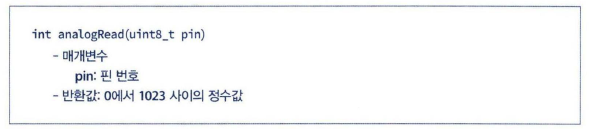 int analogRead(uint8_t pin)
- 매개변수
pin: 핀 번호
- 반환값: 0에서 1023 사이의 정수값